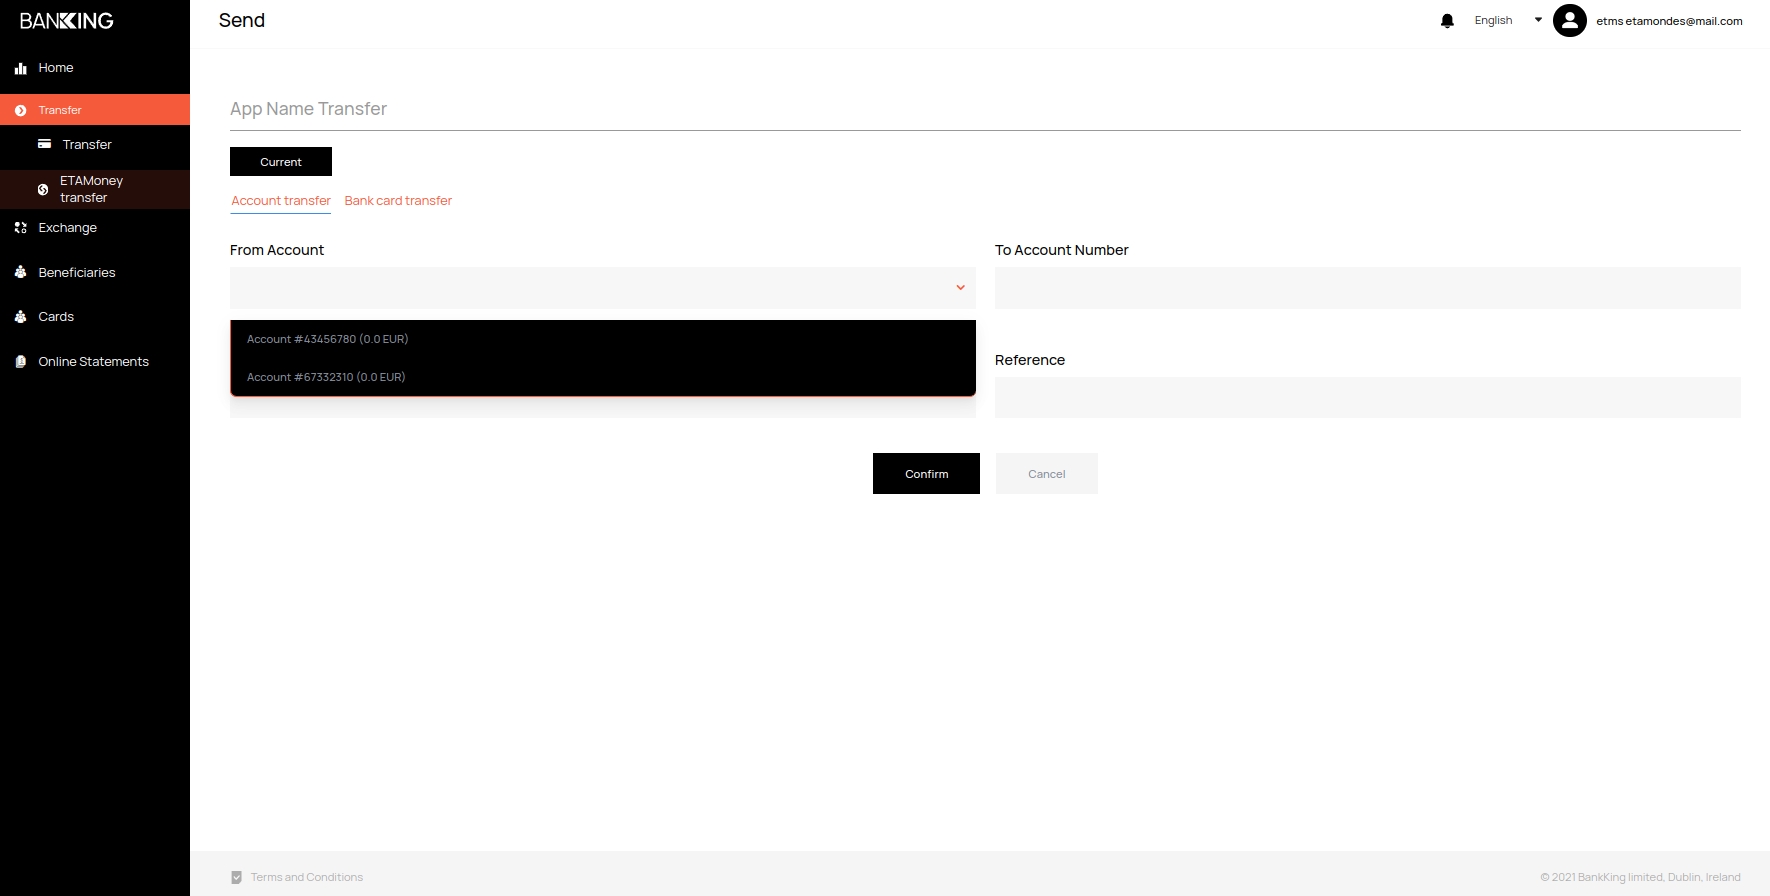 BANKING
Send
English
etms etamondes@mail.com
Home
Transfer
Transfer
ETAMoney
transfer
Exchange
Beneficiaries
Cards
Online Statements
App Name Transfer
Current
Account transfer
Bank card transfer
From Account
To Account Number
Account #43456780 (0.0 EUR)
Account #67332310 (0.0 EUR)
Reference
Confirm
Cancel
Terms and Conditions
© 2021 BankKing limited, Dublin, Ireland